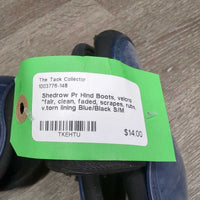 The Tack Collector
1003776-148
Shedrow Pr Hind Boots, velcro
*fair, clean, faded, scrapes, rubs,
v.torn lining Blue/Black S/M
TKEHTU
$14.00